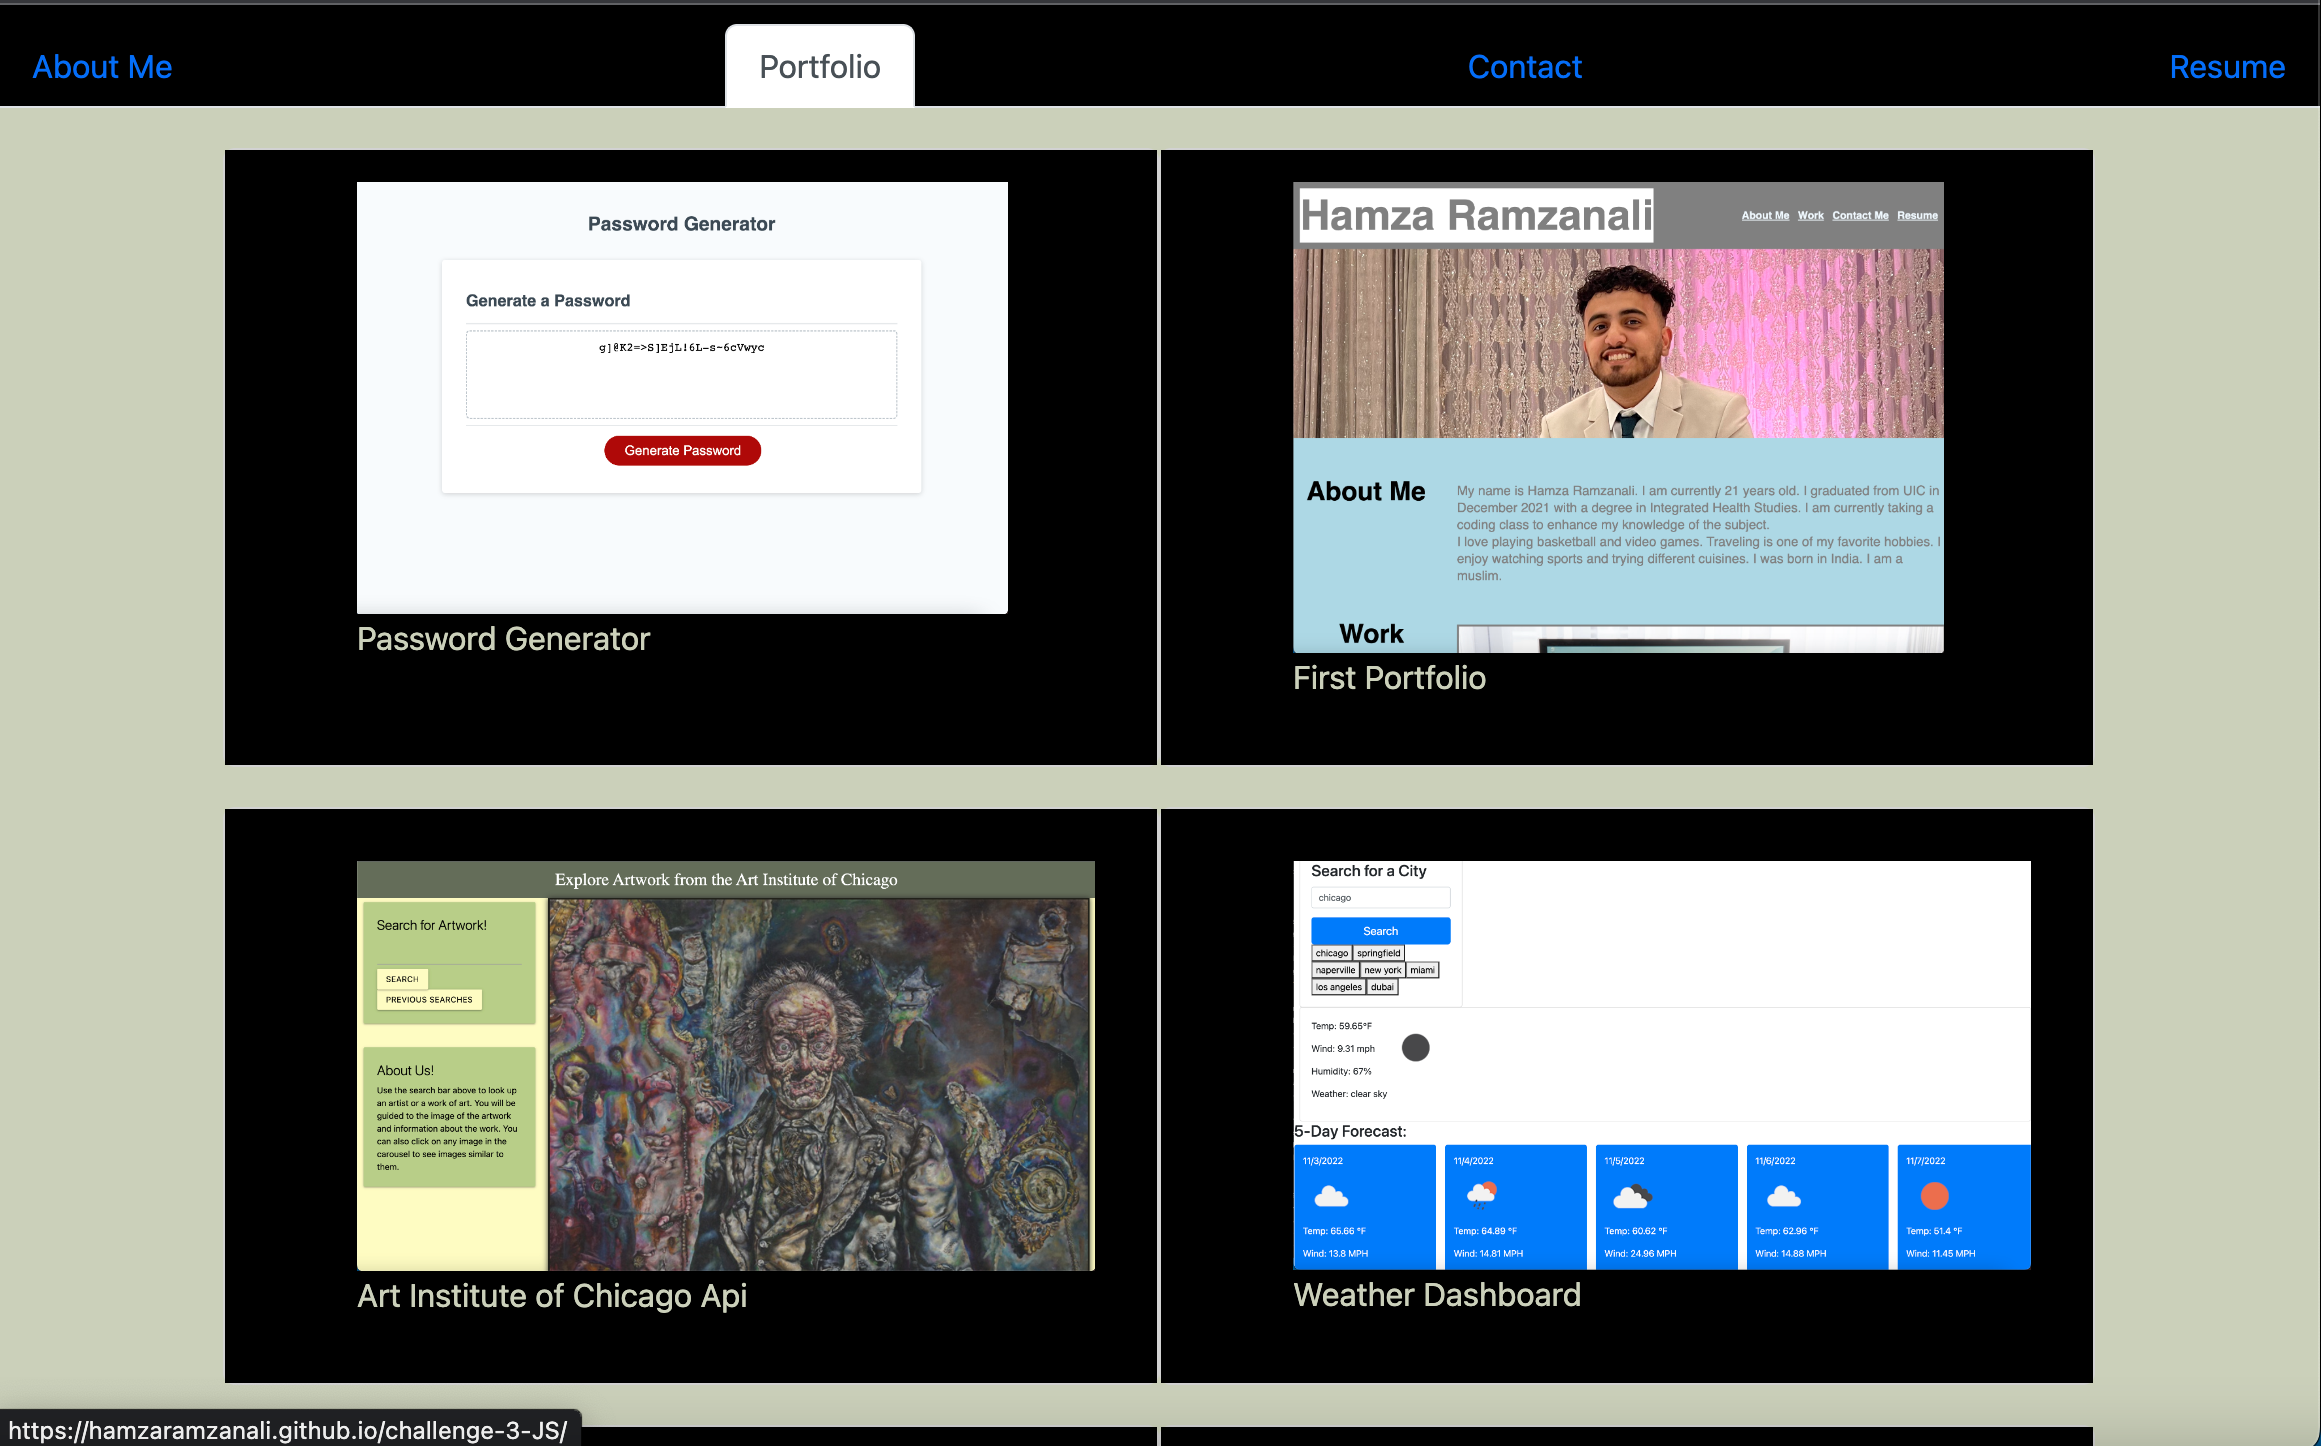 About Me
Portfolio
Contact
Resume
Password Generator
Generate a Password
g]@K2=>S]EjL!6L-s~6cVwyc
Generate Password
Password Generator
Hamza Ramzanali
About Me Work Contact Me Resume
About Me
My name is Hamza Ramzanali. I am currently 21 years old. I graduated from UIC in
December 2021 with a degree in Integrated Health Studies. I am currently taking a
coding class to enhance my knowledge of the subject.
I love playing basketball and video games. Traveling is one of my favorite hobbies. I
enjoy watching sports and trying different cuisines. I was born in India. I am a
muslim.
Work
First Portfolio
Explore Artwork from the Art Institute of Chicago
Search for Artwork!
SEARCH
PREVIOUS SEARCHES
About Us!
Use the search bar above to look up
an artist or a work of art. You will be
guided to the image of the artwork
and information about the work. You
can also click on any image in the
carousel to see images similar to
them.
Art Institute of Chicago Api
Search for a City
chicago
Search
chicago springfield
naperville new york miami
los angeles dubai
Temp: 59.65°F
Wind: 9.31 mph
Humidity: 67%
Weather: clear sky
5-Day Forecast:
11/3/2022
Temp: 65.66 °F
Wind: 13.8 MPH
11/4/2022
Temp: 64.89 °F
Wind: 14.81 MPH
11/5/2022
Temp: 60.62 °F
Wind: 24.96 MPH
11/6/2022
Temp: 62.96 °F
Wind: 14.88 MPH
11/7/2022
Temp: 51.4 °F
Wind: 11.45 MPH
Weather Dashboard
https://hamzaramzanali.github.io/challenge-3-JS/